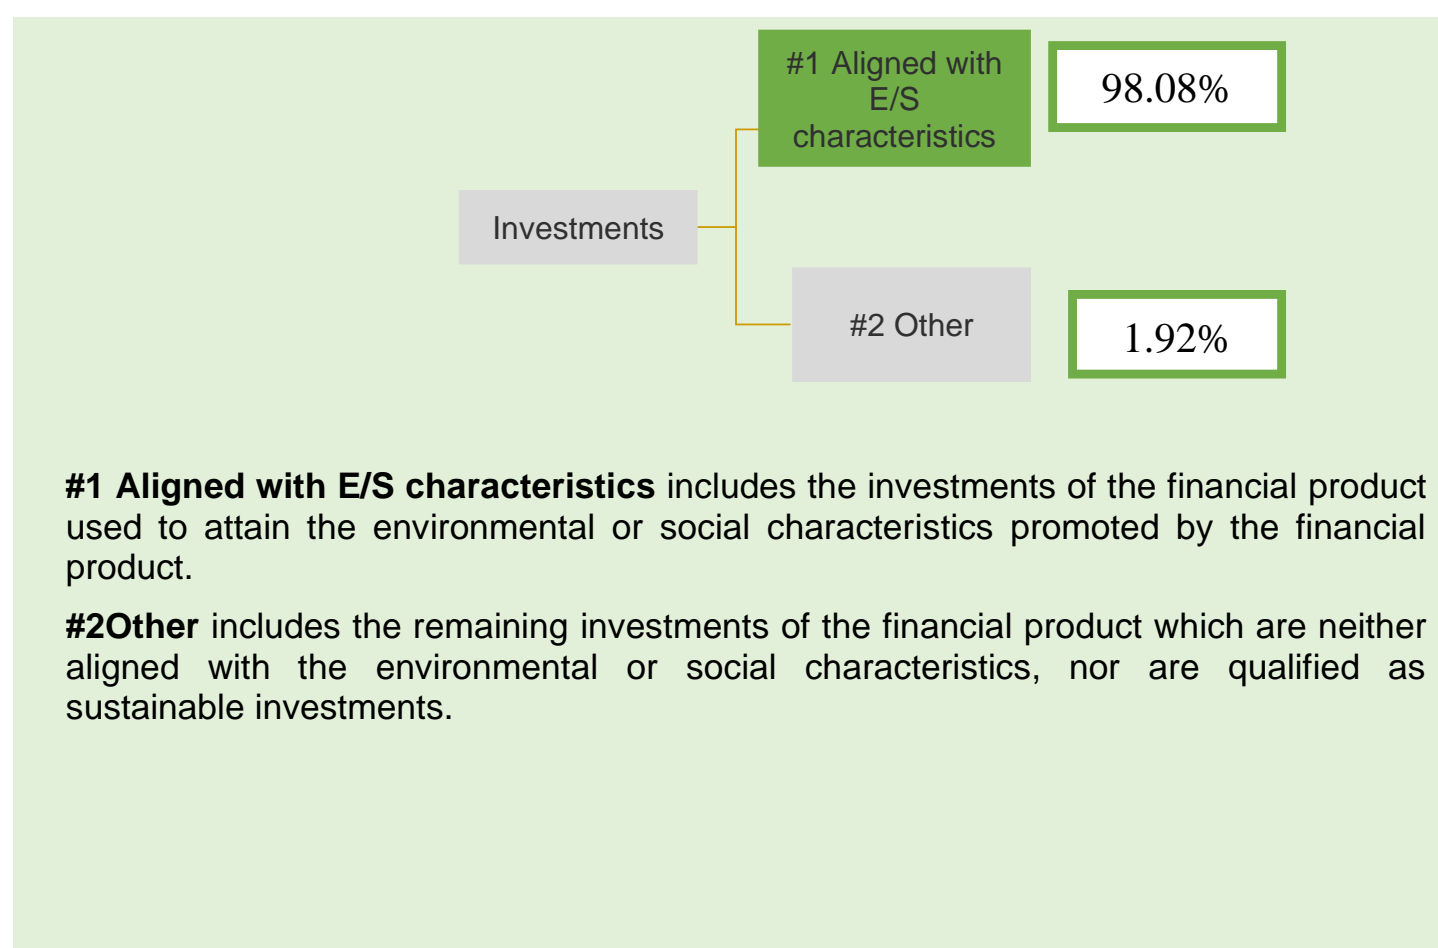 #1 Aligned with
E/S
characteristics
98.08%
Investments
#2 Other
1.92%
#1 Aligned with E/S characteristics includes the investments of the financial product
used to attain the environmental or social characteristics promoted by the financial
product.
#2Other includes the remaining investments of the financial product which are neither
aligned with the environmental or social characteristics, nor are qualified as
sustainable investments.